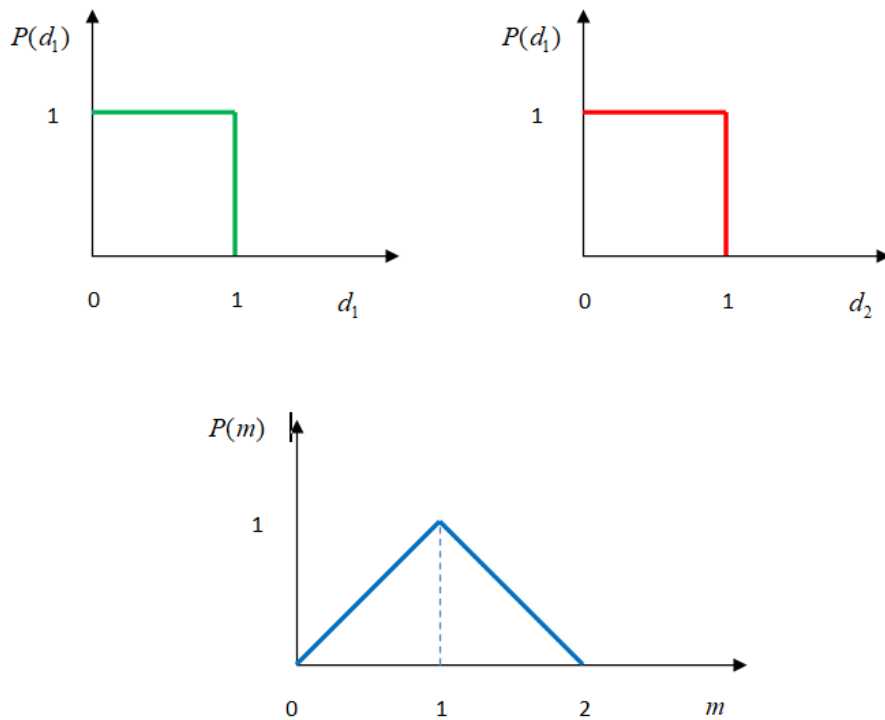 P(d₁) P(d₁)
1 1
0 1 d₁ 0 1 d₂
P(m)
1
0 1 2 m